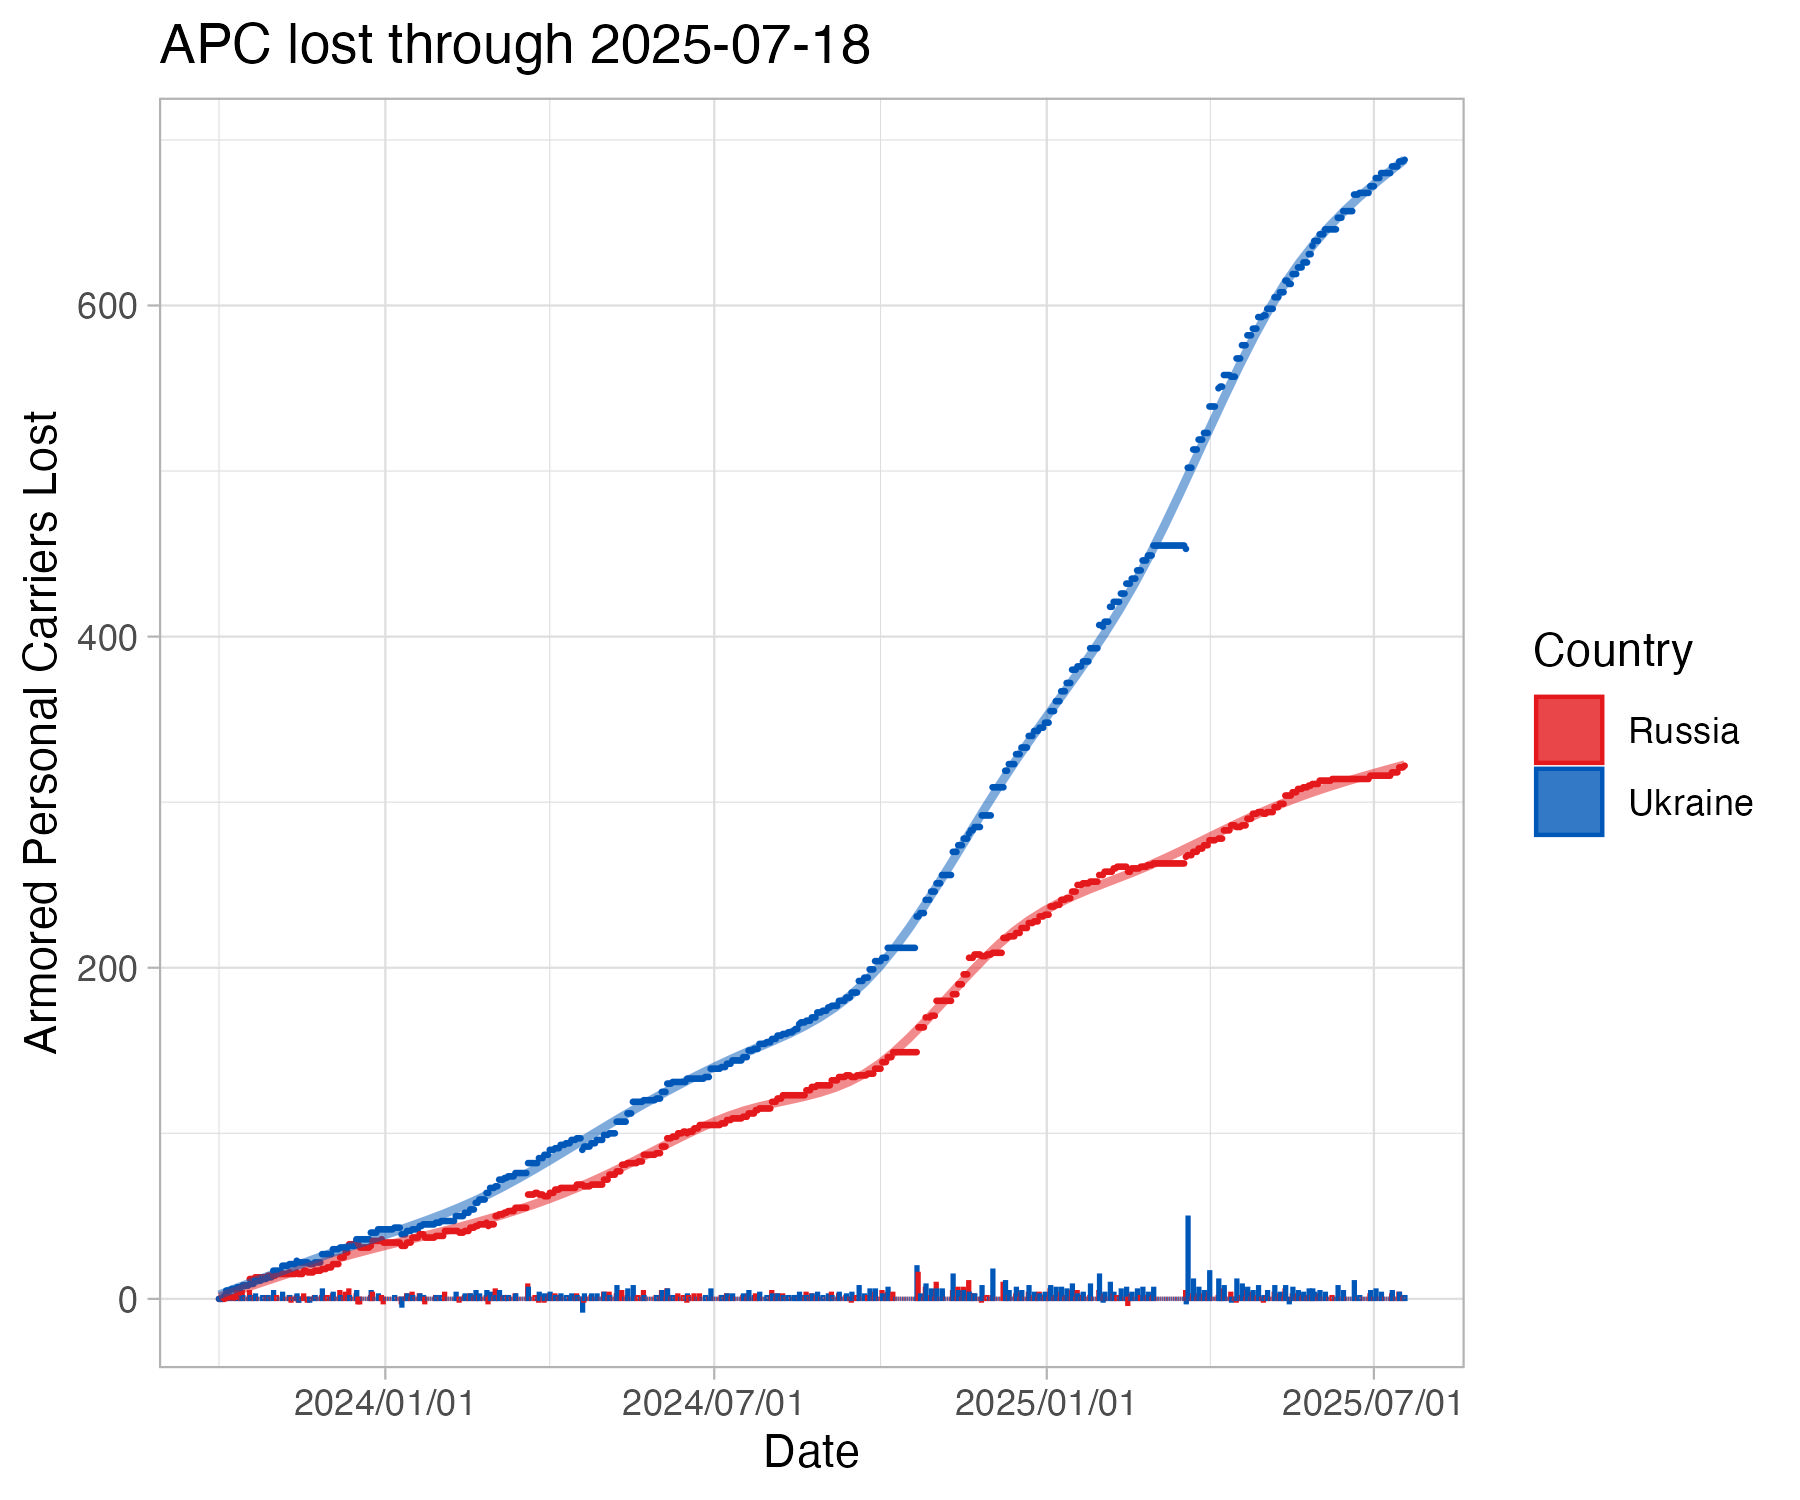 APC lost through 2025-07-18
Armored Personal Carriers Lost
600
400
200
0
2024/01/01
2024/07/01
2025/01/01
2025/07/01
Date
Country
Russia
Ukraine